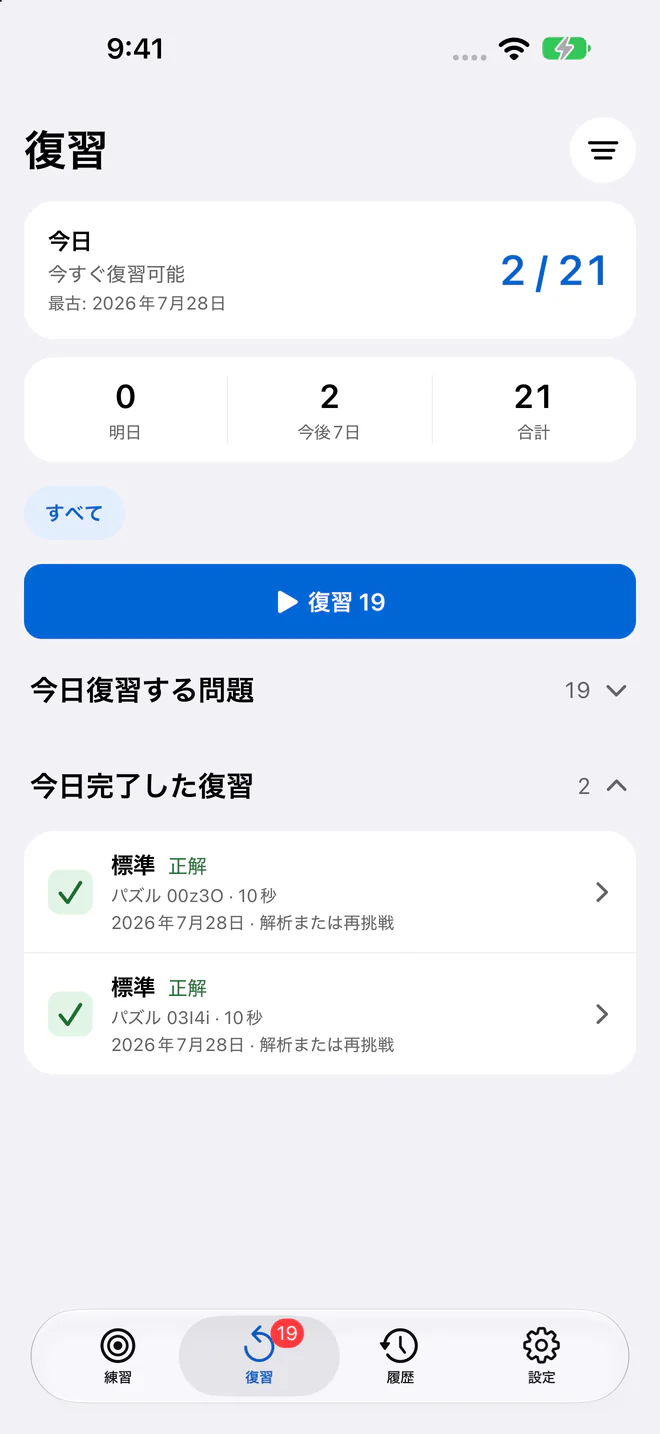 9:41
復習
今日
今すぐ復習可能
最古: 2026年7月28日
2 / 21
0
明日
2
今後7日
21
合計
すべて
復習 19
今日復習する問題
19
今日完了した復習
2
標準 正解
パズル 00z3O · 10秒
2026年7月28日 · 解析または再挑戦
標準 正解
パズル 03I4i · 10秒
2026年7月28日 · 解析または再挑戦
19
練習
復習
履歴
設定